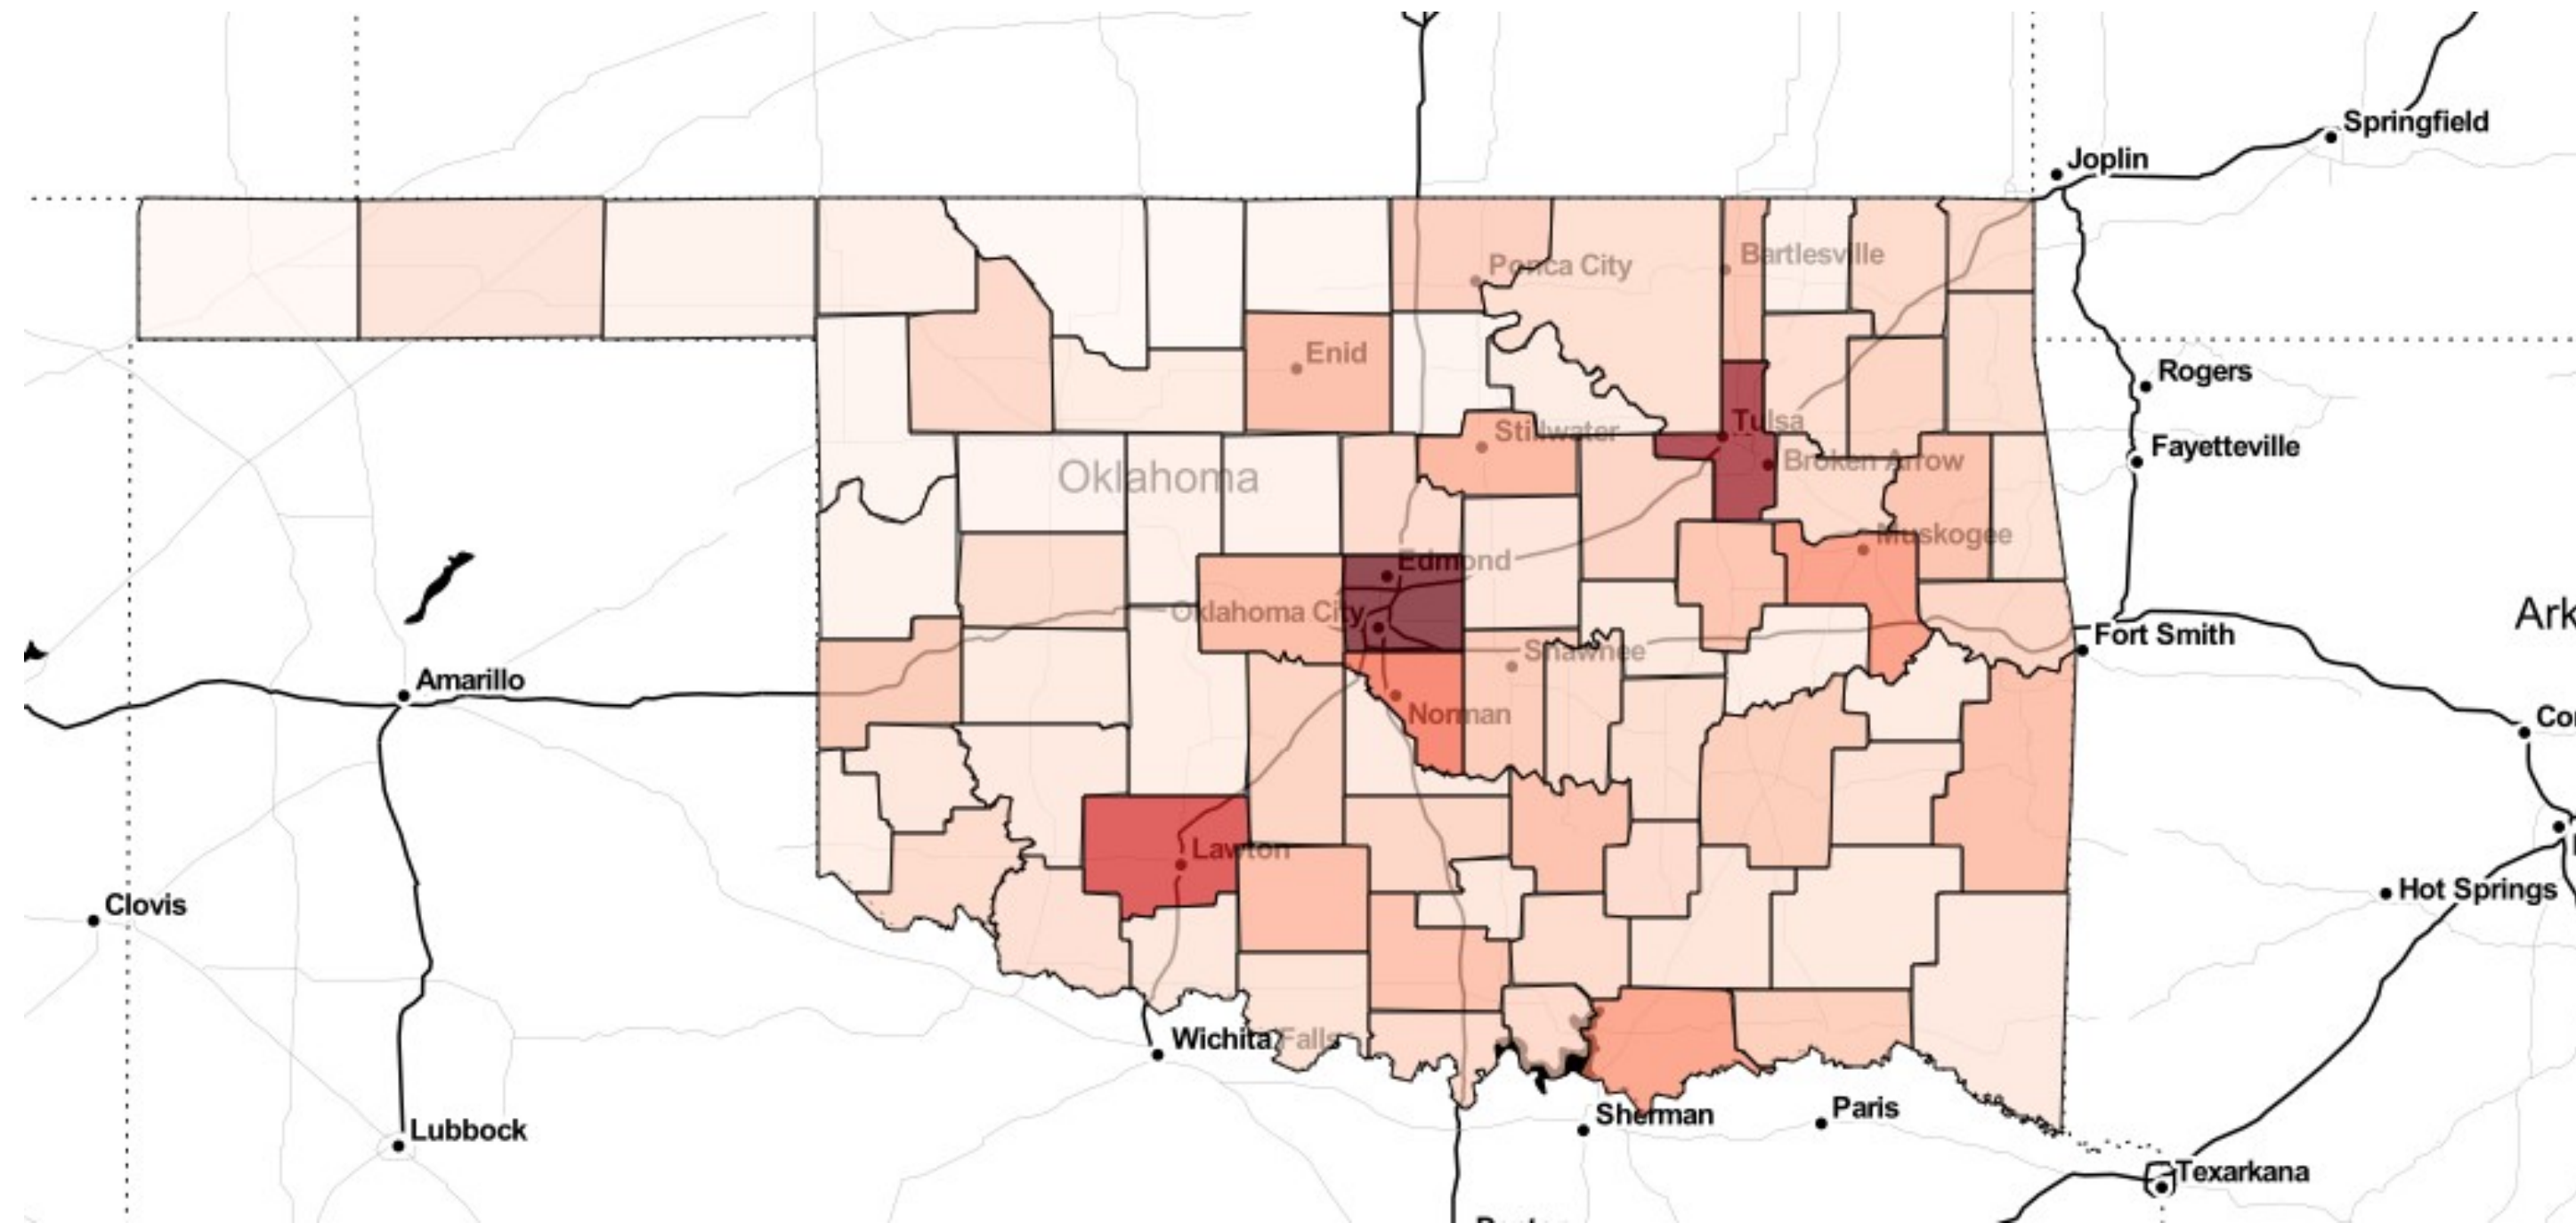 Springfield
Joplin
Ponca City
Bartlesville
Enid
Rogers
Tulsa
Stillwater
Fayetteville
Broken Arrow
Oklahoma
Muskogee
Edmond
Oklahoma City
Ark
Fort Smith
Shawnee
Amarillo
Norman
Co
Lawton
Hot Springs
Clovis
Wichita Falls
Sherman
Paris
Lubbock
Texarkana